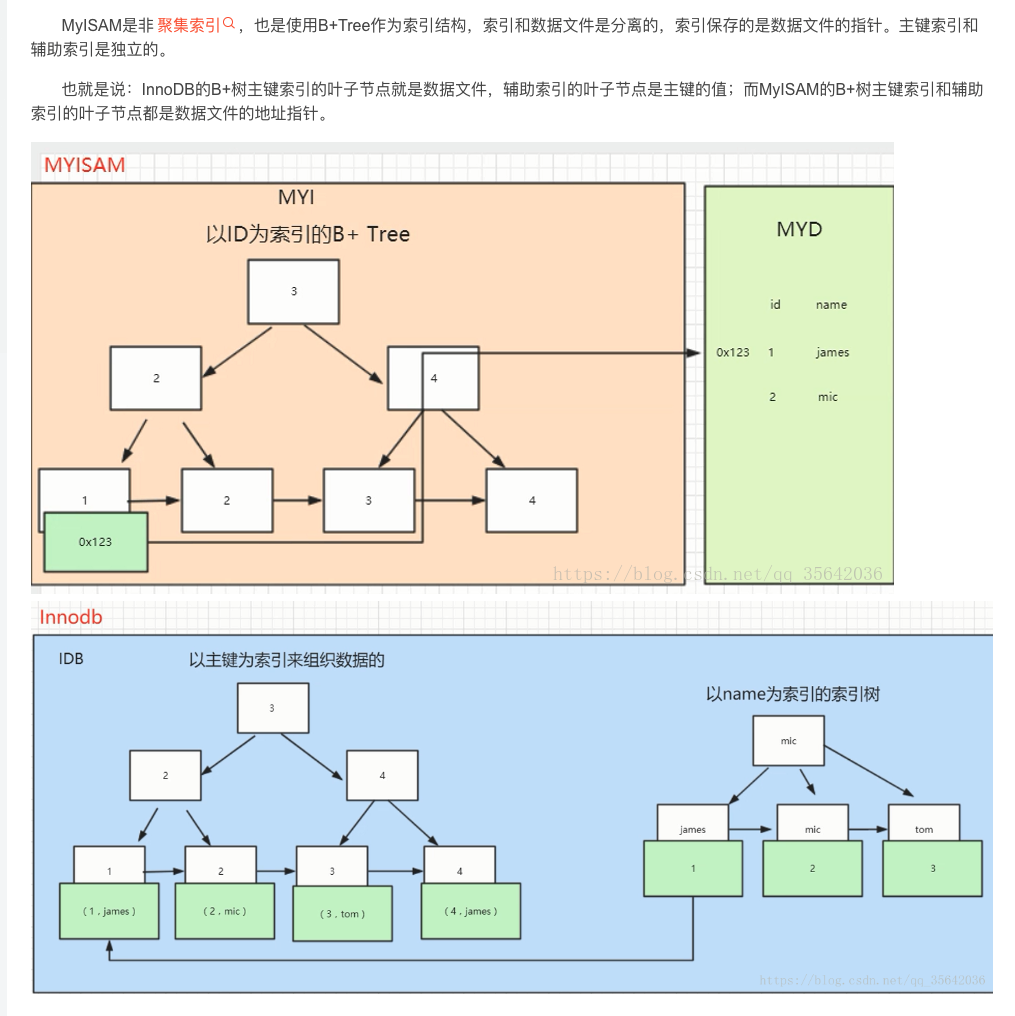 MyISAM是非 聚集索引，也是使用B+Tree作为索引结构，索引和数据文件是分离的，索引保存的是数据文件的指针。主键索引和
辅助索引是独立的。
也就是说：InnoDB的B+树主键索引的叶子节点就是数据文件，辅助索引的叶子节点是主键的值；而MyISAM的B+树主键索引和辅助
索引的叶子节点都是数据文件的地址指针。
MYISAM
MYI
以ID为索引的B+ Tree
3
2
4
1
2
3
4
0x123
MYD
id name
0x123 1 james
2 mic
https://blog.csdn.net/qq_35642036
Innodb
IDB
以主键为索引来组织数据的
3
2
4
1
2
3
4
（1，james）
（2，mic）
（3，tom）
（4，james）
以name为索引的索引树
mic
james
mic
tom
1
2
3
https://blog.csdn.net/qq_35642036